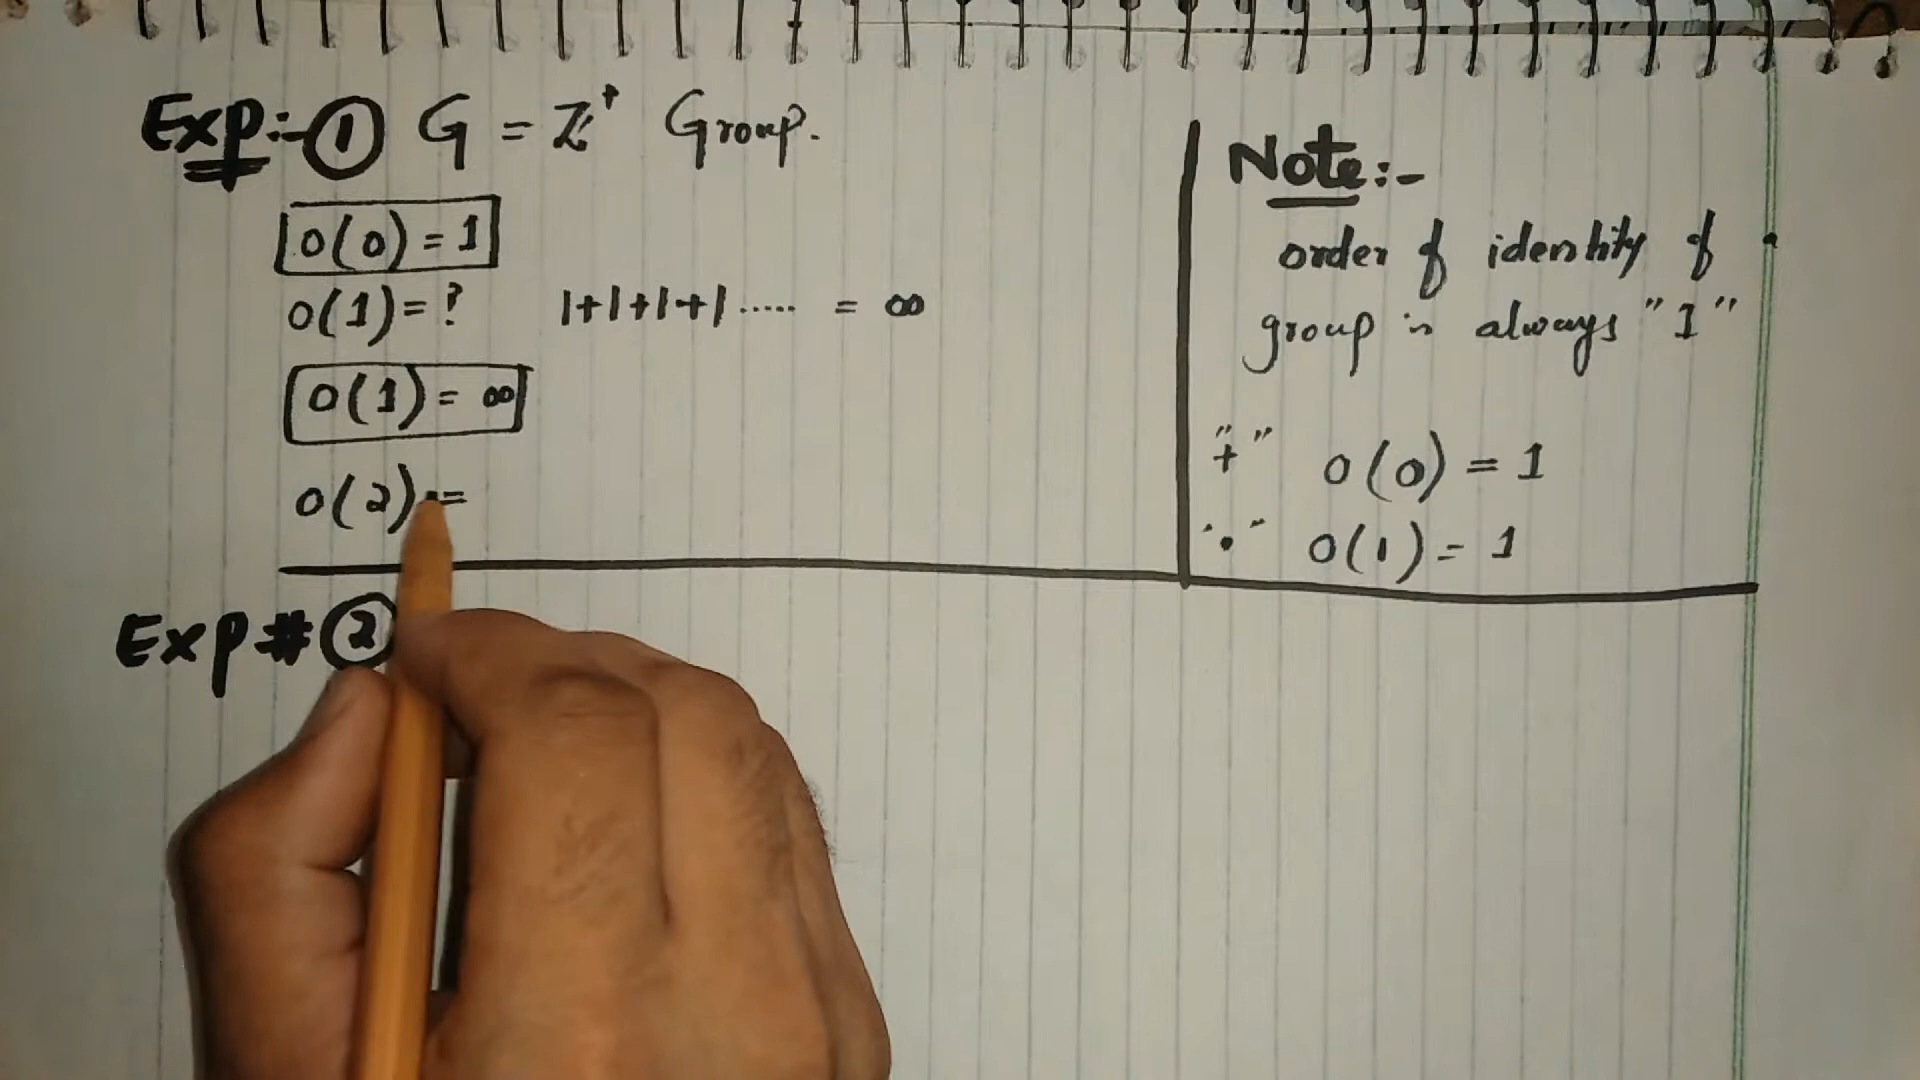 Exp:- ① G = Z⁺ Group.
O(0) = 1
O(1) = ? 1+1+1+1 ..... = ∞
O(1) = ∞
O(2) =
Note:-
order of identity of
group is always "1"
"+" O(0) = 1
"•" O(1) = 1
Exp # ②